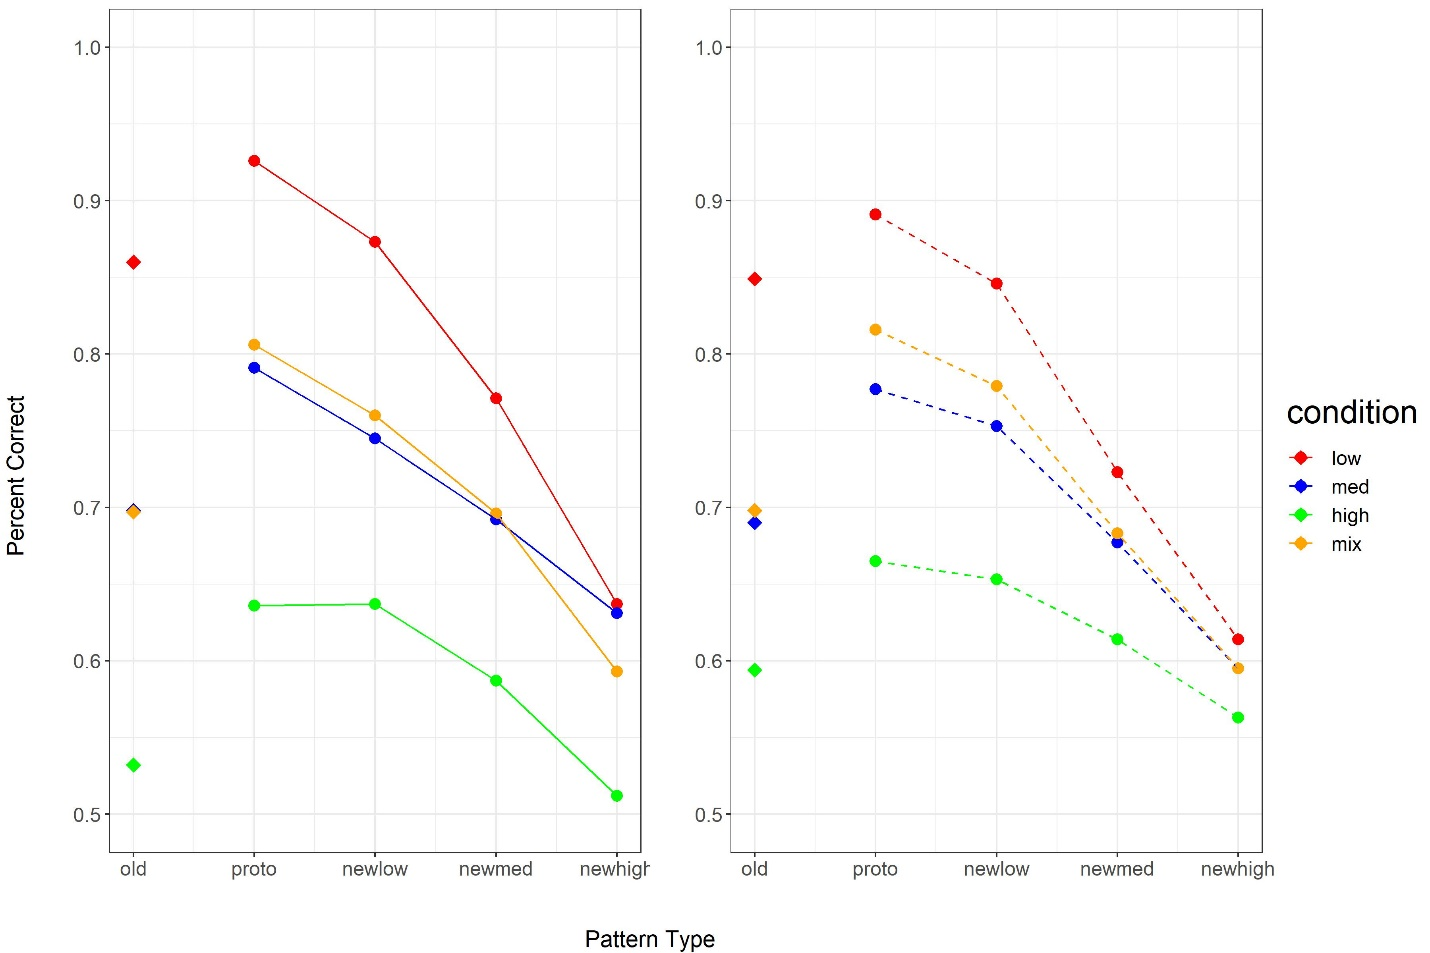 Percent Correct
1.0
0.9
0.8
0.7
0.6
0.5
old proto newlow newmed newhigh
1.0
0.9
0.8
0.7
0.6
0.5
old proto newlow newmed newhigh
Pattern Type
condition
low
med
high
mix